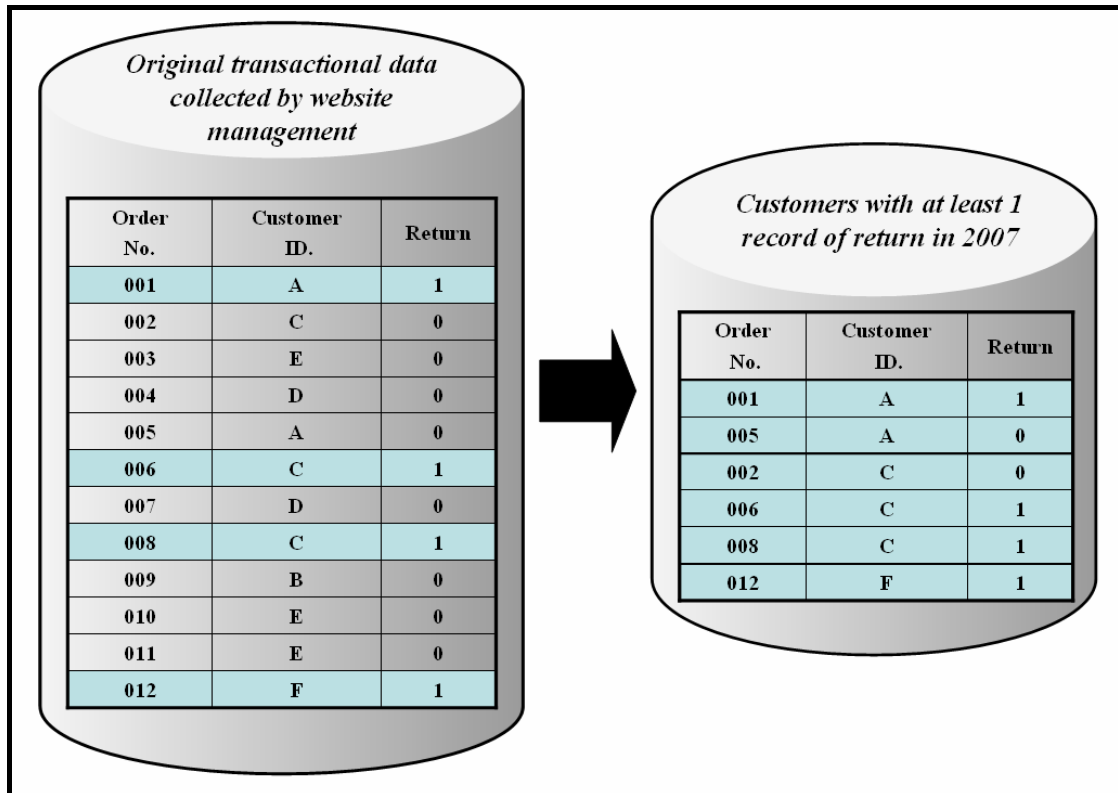 Original transactional data
collected by website
management
Order
No.
Customer
ID.
Return
001 A 1
002 C 0
003 E 0
004 D 0
005 A 0
006 C 1
007 D 0
008 C 1
009 B 0
010 E 0
011 E 0
012 F 1
Customers with at least 1
record of return in 2007
Order
No.
Customer
ID.
Return
001 A 1
005 A 0
002 C 0
006 C 1
008 C 1
012 F 1